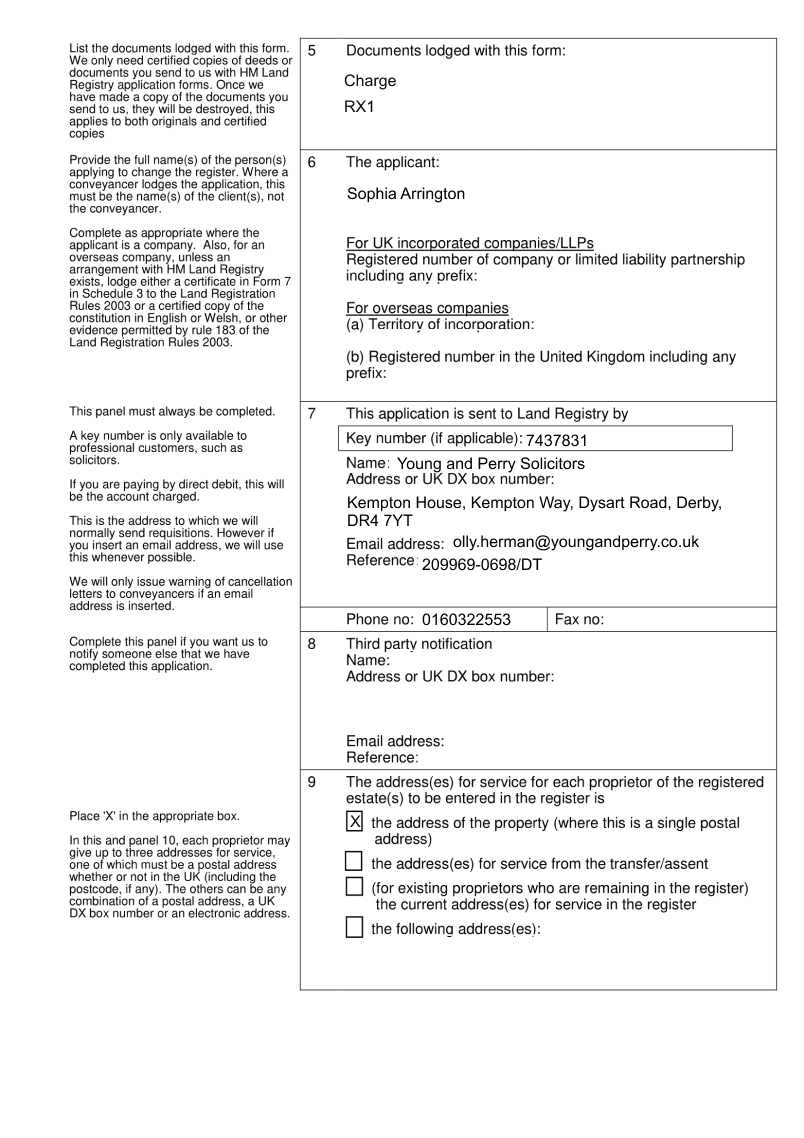 List the documents lodged with this form.
We only need certified copies of deeds or
documents you send to us with HM Land
Registry application forms. Once we
have made a copy of the documents you
send to us, they will be destroyed, this
applies to both originals and certified
copies
5 Documents lodged with this form:
Charge
RX1
Provide the full name(s) of the person(s)
applying to change the register. Where a
conveyancer lodges the application, this
must be the name(s) of the client(s), not
the conveyancer.
Complete as appropriate where the
applicant is a company. Also, for an
overseas company, unless an
arrangement with HM Land Registry
exists, lodge either a certificate in Form 7
in Schedule 3 to the Land Registration
Rules 2003 or a certified copy of the
constitution in English or Welsh, or other
evidence permitted by rule 183 of the
Land Registration Rules 2003.
6 The applicant:
Sophia Arrington
For UK incorporated companies/LLPs
Registered number of company or limited liability partnership
including any prefix:
For overseas companies
(a) Territory of incorporation:
(b) Registered number in the United Kingdom including any
prefix:
This panel must always be completed.
A key number is only available to
professional customers, such as
solicitors.
If you are paying by direct debit, this will
be the account charged.
This is the address to which we will
normally send requisitions. However if
you insert an email address, we will use
this whenever possible.
We will only issue warning of cancellation
letters to conveyancers if an email
address is inserted.
7 This application is sent to Land Registry by
Key number (if applicable): 7437831
Name: Young and Perry Solicitors
Address or UK DX box number:
Kempton House, Kempton Way, Dysart Road, Derby,
DR4 7YT
Email address: olly.herman@youngandperry.co.uk
Reference: 209969-0698/DT
Phone no: 0160322553 Fax no:
Complete this panel if you want us to
notify someone else that we have
completed this application.
8 Third party notification
Name:
Address or UK DX box number:
Email address:
Reference:
Place 'X' in the appropriate box.
In this and panel 10, each proprietor may
give up to three addresses for service,
one of which must be a postal address
whether or not in the UK (including the
postcode, if any). The others can be any
combination of a postal address, a UK
DX box number or an electronic address.
9 The address(es) for service for each proprietor of the registered
estate(s) to be entered in the register is
X the address of the property (where this is a single postal
address)
the address(es) for service from the transfer/assent
(for existing proprietors who are remaining in the register)
the current address(es) for service in the register
the following address(es):